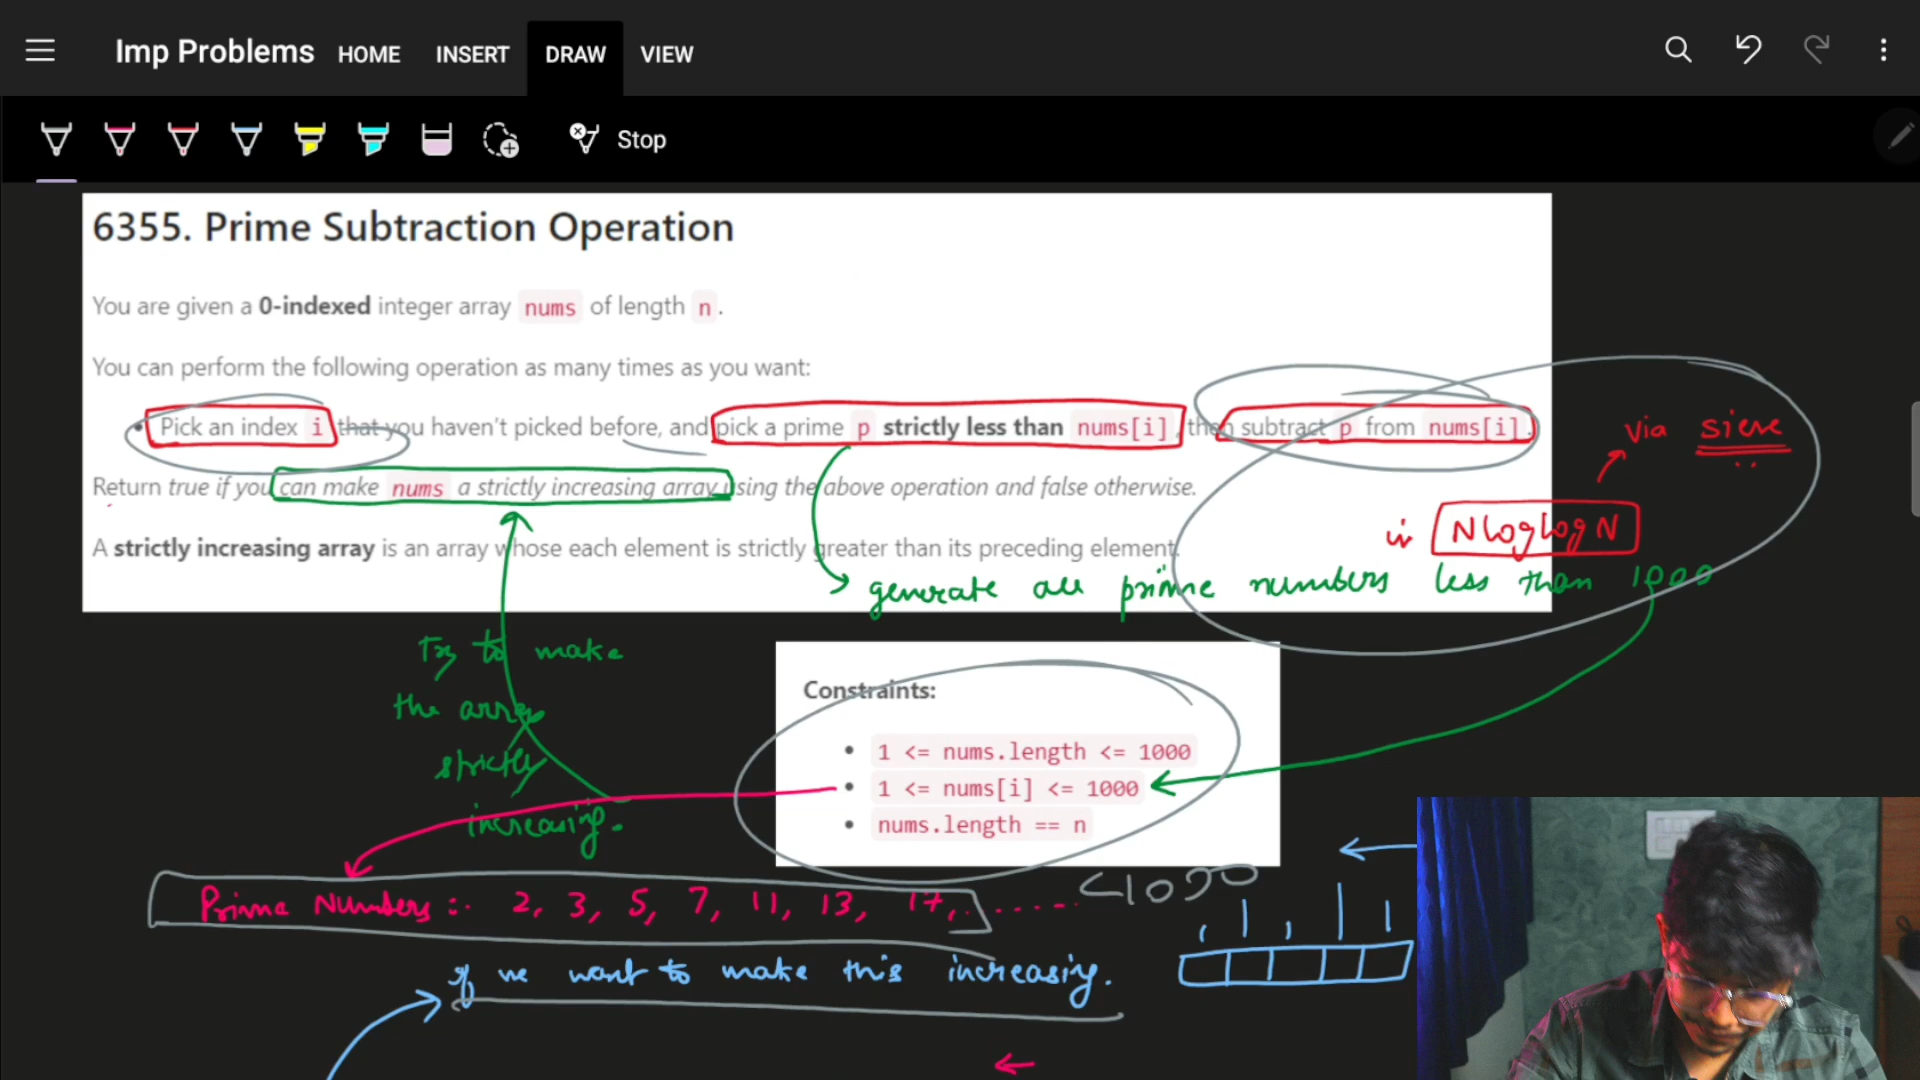 Imp Problems HOME INSERT DRAW VIEW
Stop
6355. Prime Subtraction Operation
You are given a 0-indexed integer array nums of length n.
You can perform the following operation as many times as you want:
• Pick an index i that you haven't picked before, and pick a prime p strictly less than nums[i], then subtract p from nums[i].
via sieve
Return true if you can make nums a strictly increasing array using the above operation and false otherwise.
in NloglogN
A strictly increasing array is an array whose each element is strictly greater than its preceding element.
generate all prime numbers less than 1000
Try to make
the array
strictly
increasing.
Constraints:
• 1 <= nums.length <= 1000
• 1 <= nums[i] <= 1000
• nums.length == n
Prime Numbers :- 2, 3, 5, 7, 11, 13, 17, ...... <1000
If we want to make this increasing.